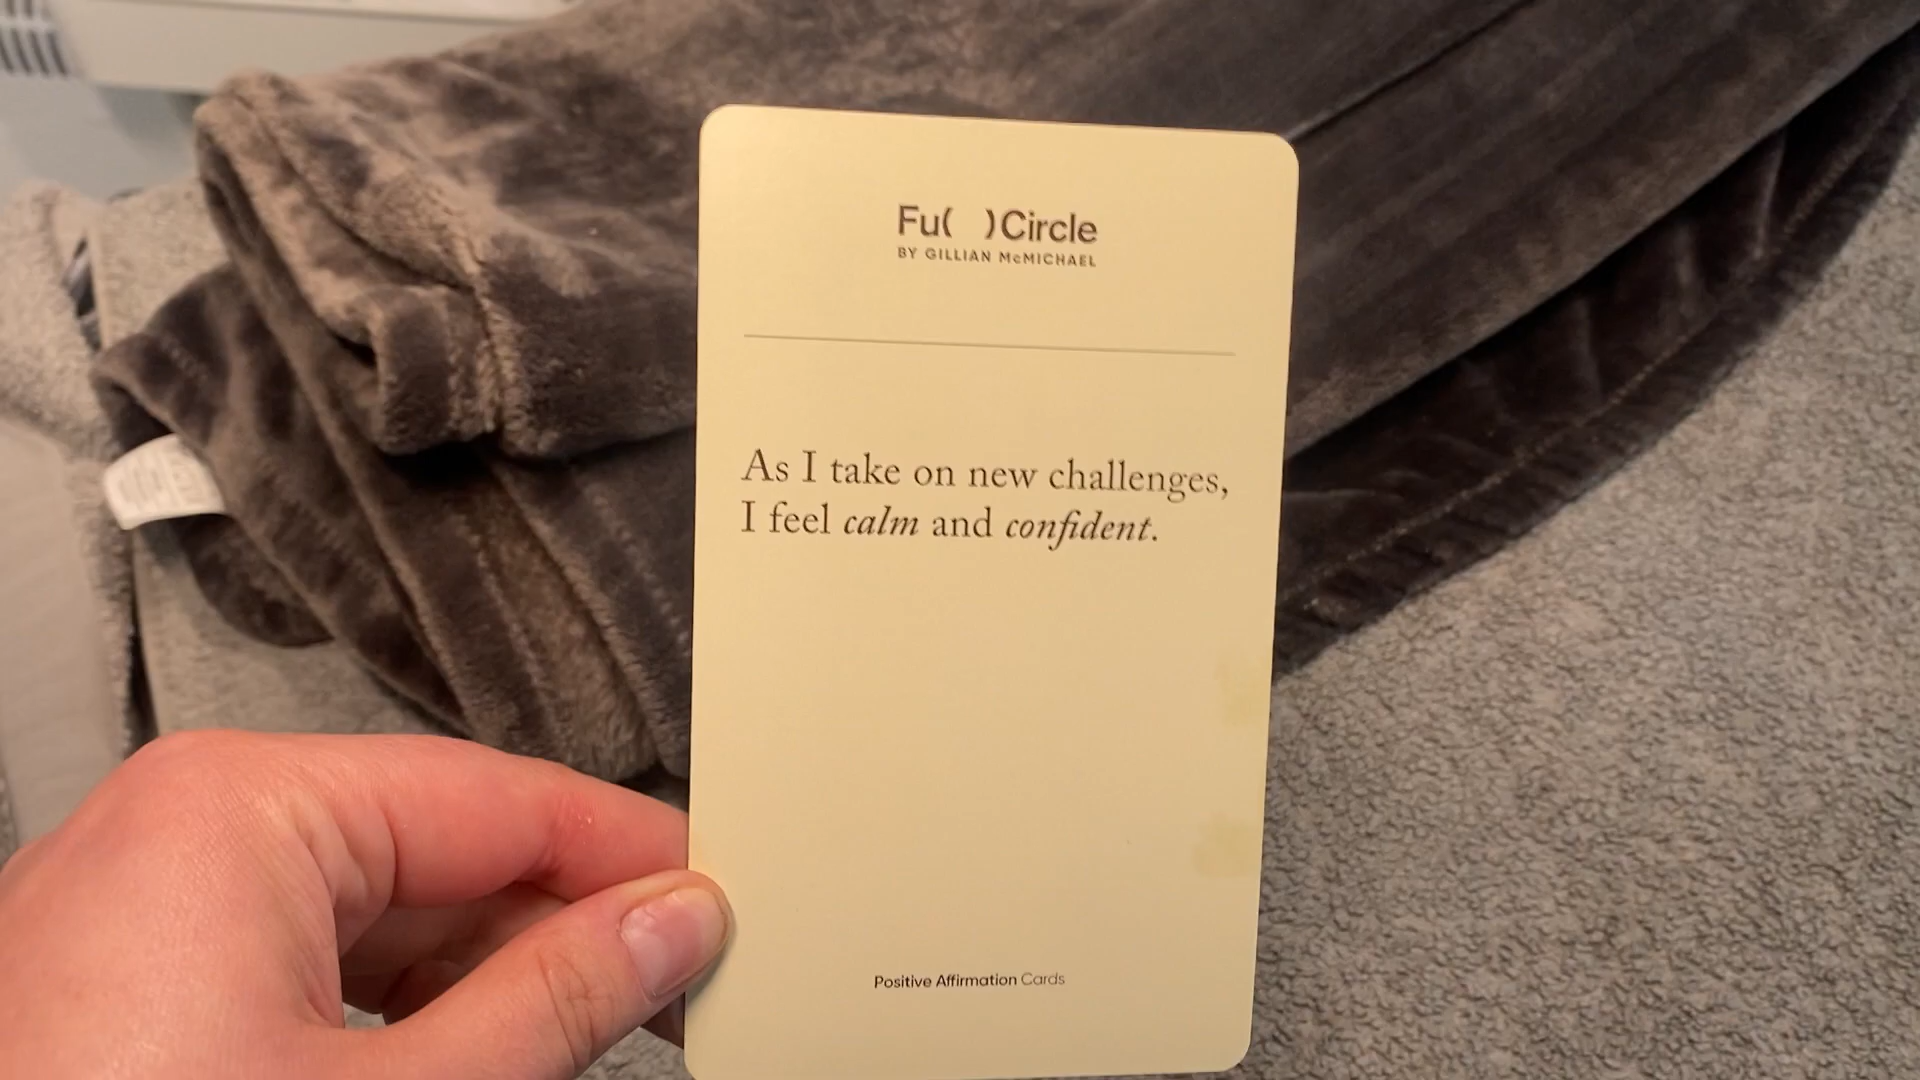 Fu( )Circle
BY GILLIAN McMICHAEL
As I take on new challenges,
I feel calm and confident.
Positive Affirmation Cards